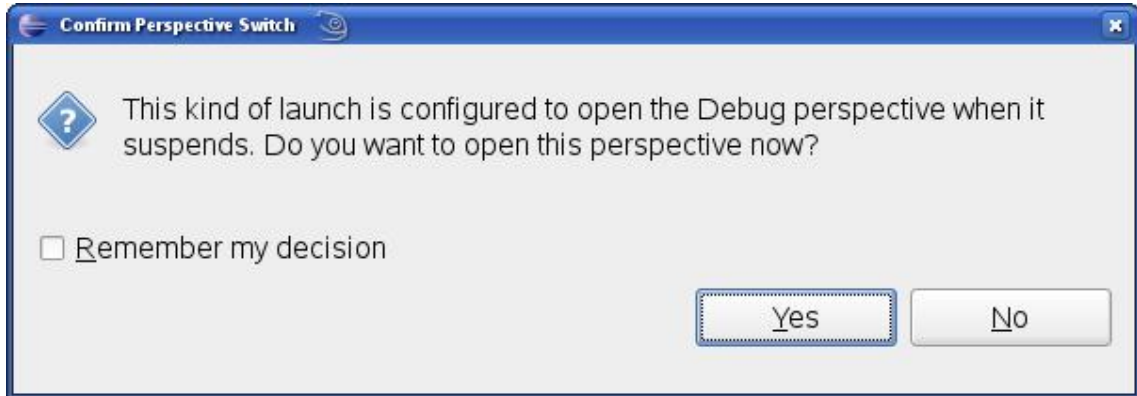 Confirm Perspective Switch
This kind of launch is configured to open the Debug perspective when it
suspends. Do you want to open this perspective now?
Remember my decision
Yes No